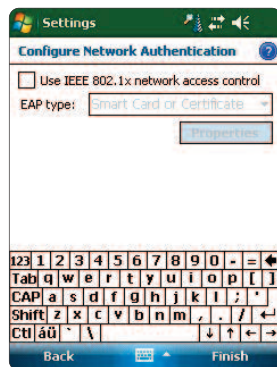 Settings
Configure Network Authentication ?
Use IEEE 802.1x network access control
EAP type: Smart Card or Certificate
Properties
123 1 2 3 4 5 6 7 8 9 0 - = ←
Tab q w e r t y u i o p [ ]
CAP a s d f g h j k l ; '
Shift z x c v b n m , . / ↵
Ctl áü ` \ ↓ ↑ ← →
Back Finish